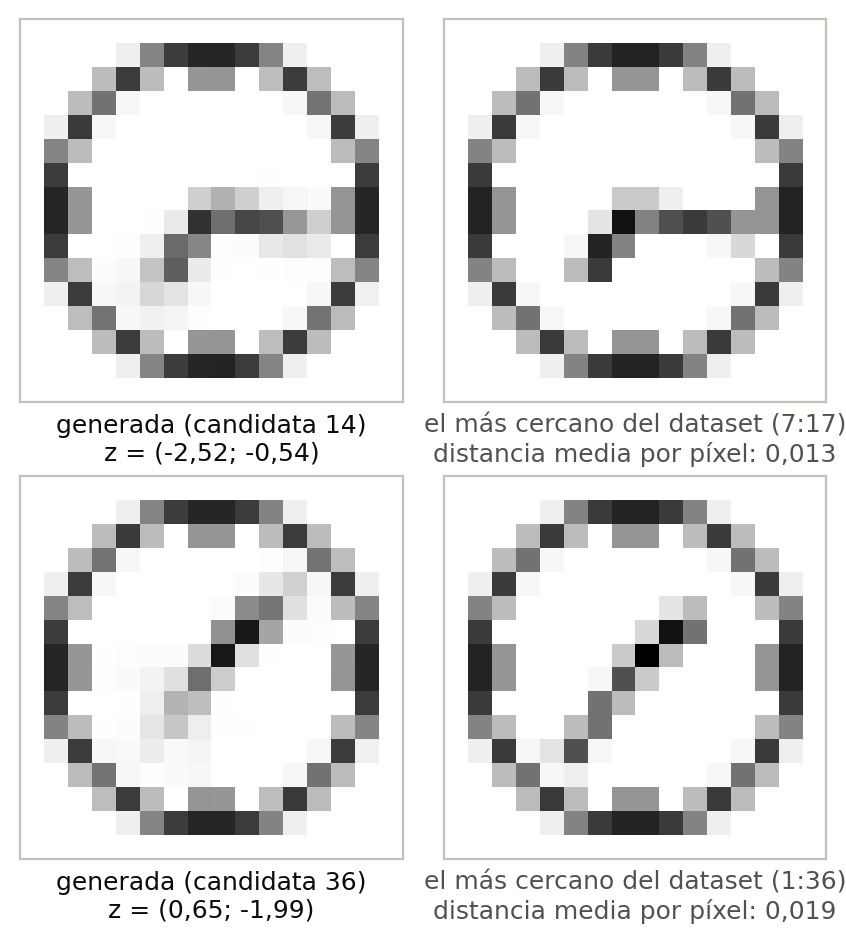 generada (candidata 14)
z = (-2,52; -0,54)
el más cercano del dataset (7:17)
distancia media por píxel: 0,013
generada (candidata 36)
z = (0,65; -1,99)
el más cercano del dataset (1:36)
distancia media por píxel: 0,019